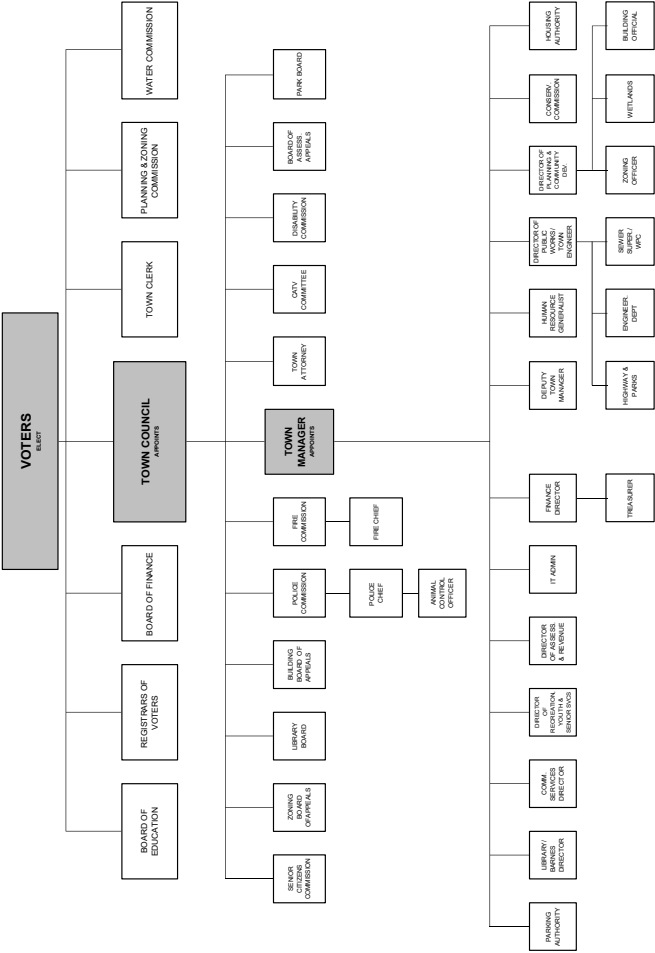 VOTERS
ELECT
BOARD OF
EDUCATION
REGISTRARS OF
VOTERS
BOARD OF FINANCE
TOWN COUNCIL
APPOINTS
TOWN CLERK
PLANNING & ZONING
COMMISSION
WATER COMMISSION
SENIOR
CITIZENS
COMMISSION
ZONING
BOARD
OF APPEALS
LIBRARY
BOARD
BUILDING
BOARD OF
APPEALS
POLICE
COMMISSION
FIRE
COMMISSION
TOWN
MANAGER
APPOINTS
TOWN
ATTORNEY
CATV
COMMITTEE
DISABILITY
COMMISSION
BOARD OF
ASSESS.
APPEALS
PARK BOARD
POLICE
CHIEF
FIRE CHIEF
ANIMAL
CONTROL
OFFICER
PARKING
AUTHORITY
LIBRARY/
BARNES
DIRECTOR
COMM.
SERVICES
DIRECTOR
DIRECTOR
OF
RECREATION,
YOUTH &
SENIOR SVCS
DIRECTOR
OF ASSESS.
& REVENUE
IT ADMIN
FINANCE
DIRECTOR
DEPUTY
TOWN
MANAGER
HUMAN
RESOURCE
GENERALIST
DIRECTOR OF
PUBLIC
WORKS/
TOWN
ENGINEER
DIRECTOR OF
PLANNING &
COMMUNITY
DEV.
CONSERV.
COMMISSION
HOUSING
AUTHORITY
TREASURER
HIGHWAY &
PARKS
ENGINEER.
DEPT
SEWER
SUPER./
WPC
ZONING
OFFICER
WETLANDS
BUILDING
OFFICIAL